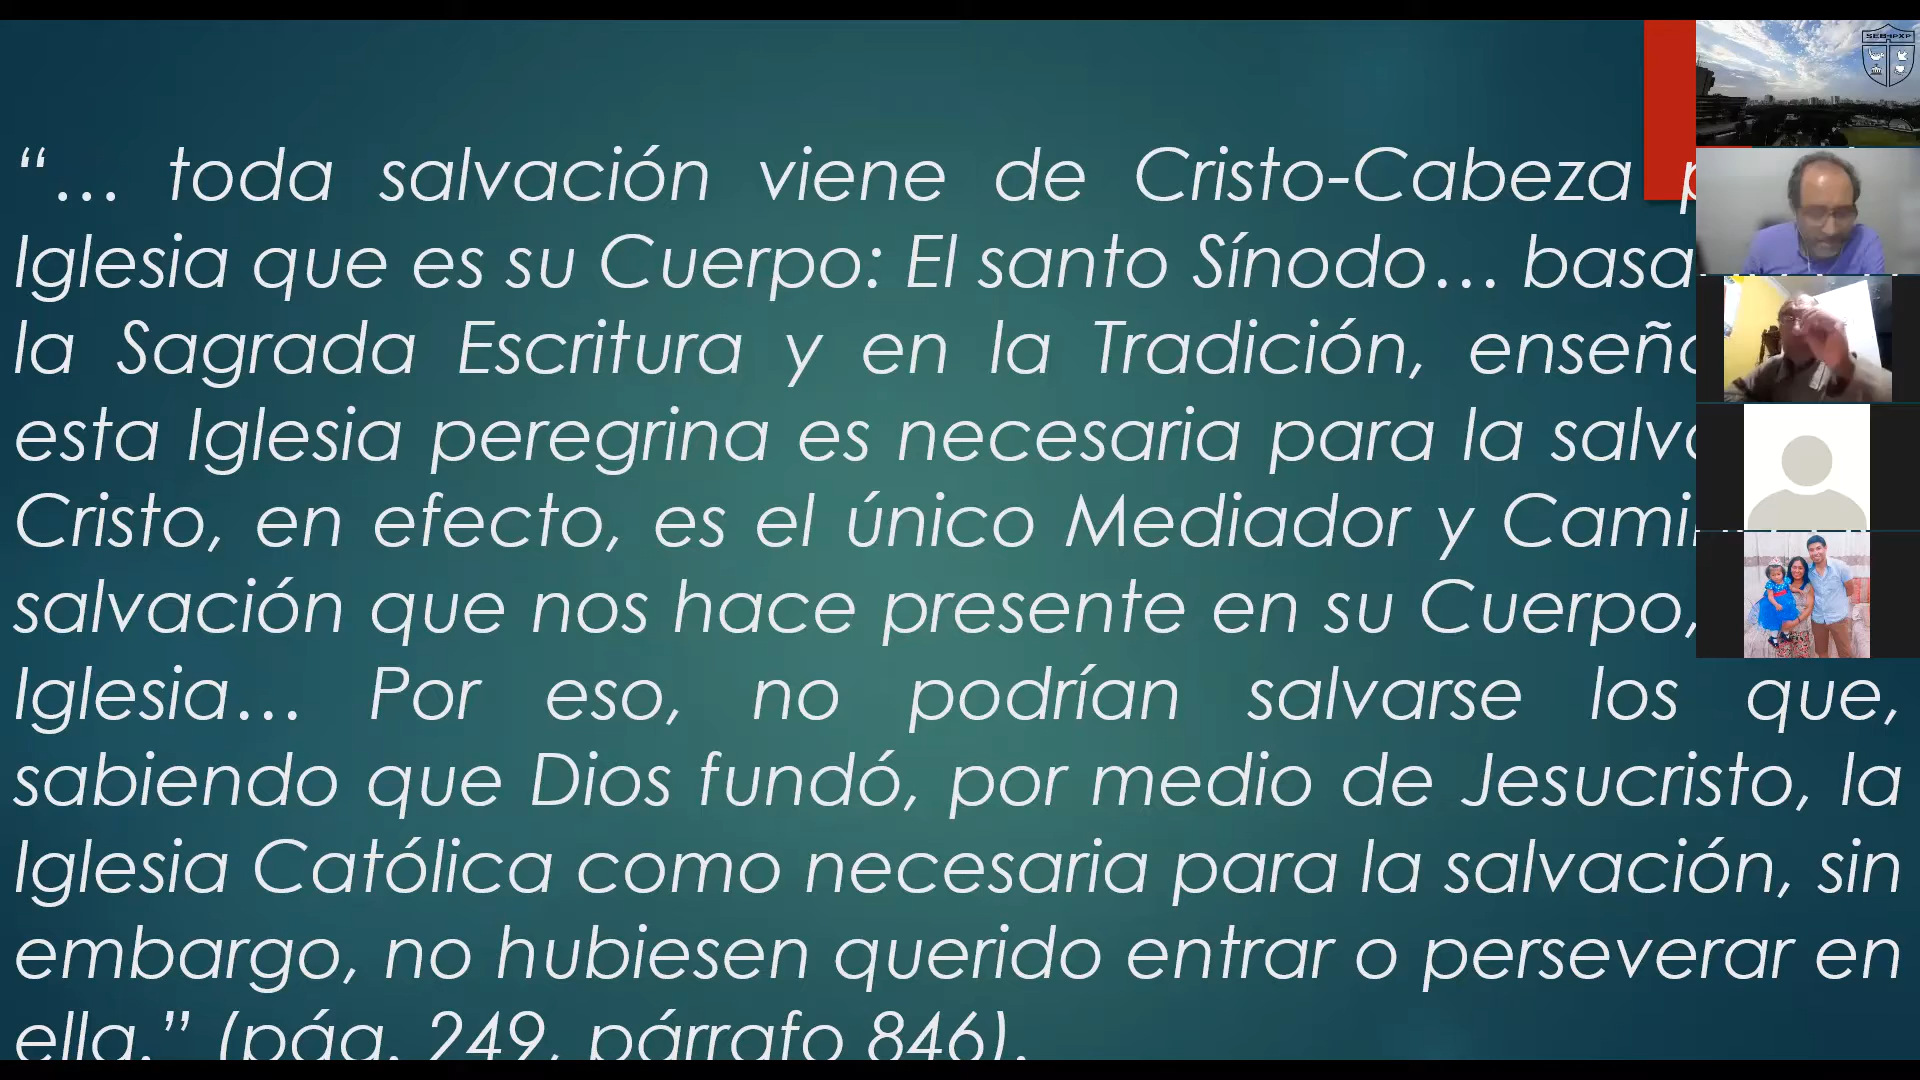 “… toda salvación viene de Cristo-Cabeza
Iglesia que es su Cuerpo: El santo Sínodo…
la Sagrada Escritura y en la Tradición,
esta Iglesia peregrina es necesaria para la
Cristo, en efecto, es el único Mediador y
salvación que nos hace presente en su Cuerpo,
Iglesia… Por eso, no podrían salvarse los que,
sabiendo que Dios fundó, por medio de Jesucristo, la
Iglesia Católica como necesaria para la salvación, sin
embargo, no hubiesen querido entrar o perseverar en
ella.” (pág. 249, párrafo 846).